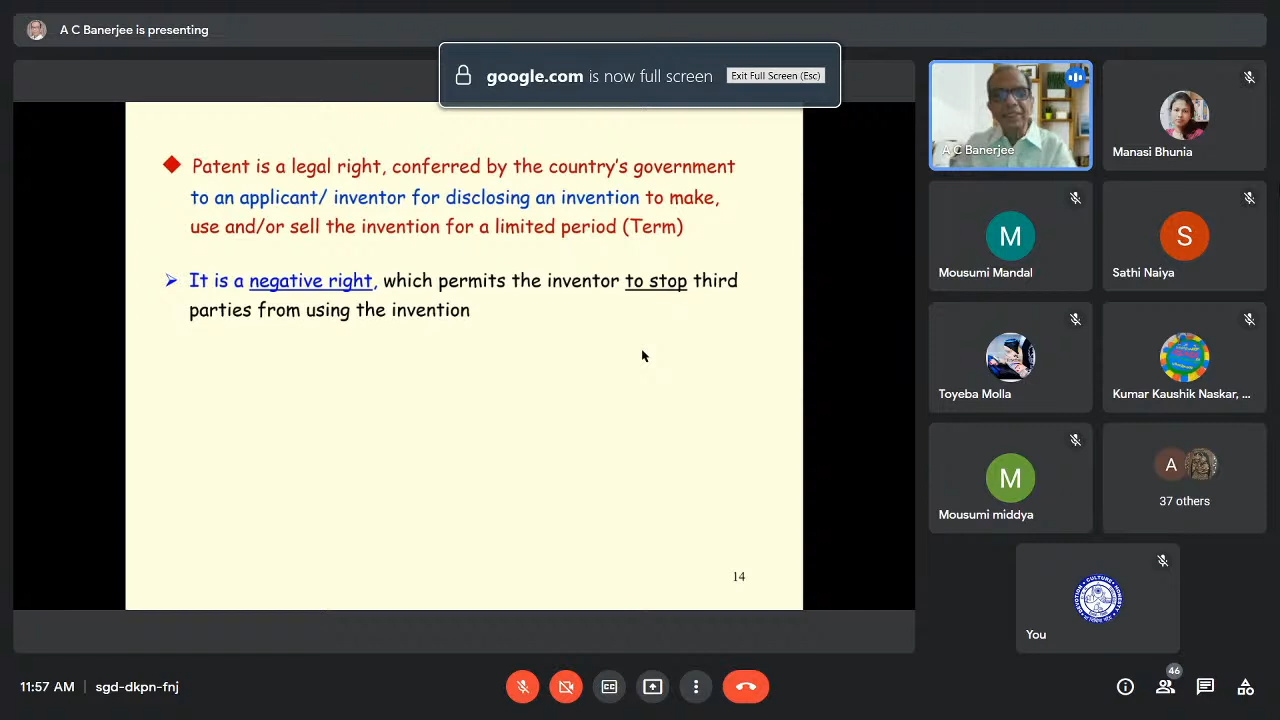 A C Banerjee is presenting
google.com is now full screen
Exit Full Screen (Esc)
Patent is a legal right, conferred by the country's government
to an applicant/ inventor for disclosing an invention to make,
use and/or sell the invention for a limited period (Term)
It is a negative right, which permits the inventor to stop third
parties from using the invention
14
A C Banerjee
Manasi Bhunia
M
Mousumi Mandal
S
Sathi Naiya
Toyeba Molla
Kumar Kaushik Naskar, ...
M
Mousumi middya
A
37 others
You
11:57 AM | sgd-dkpn-fnj
CC
46